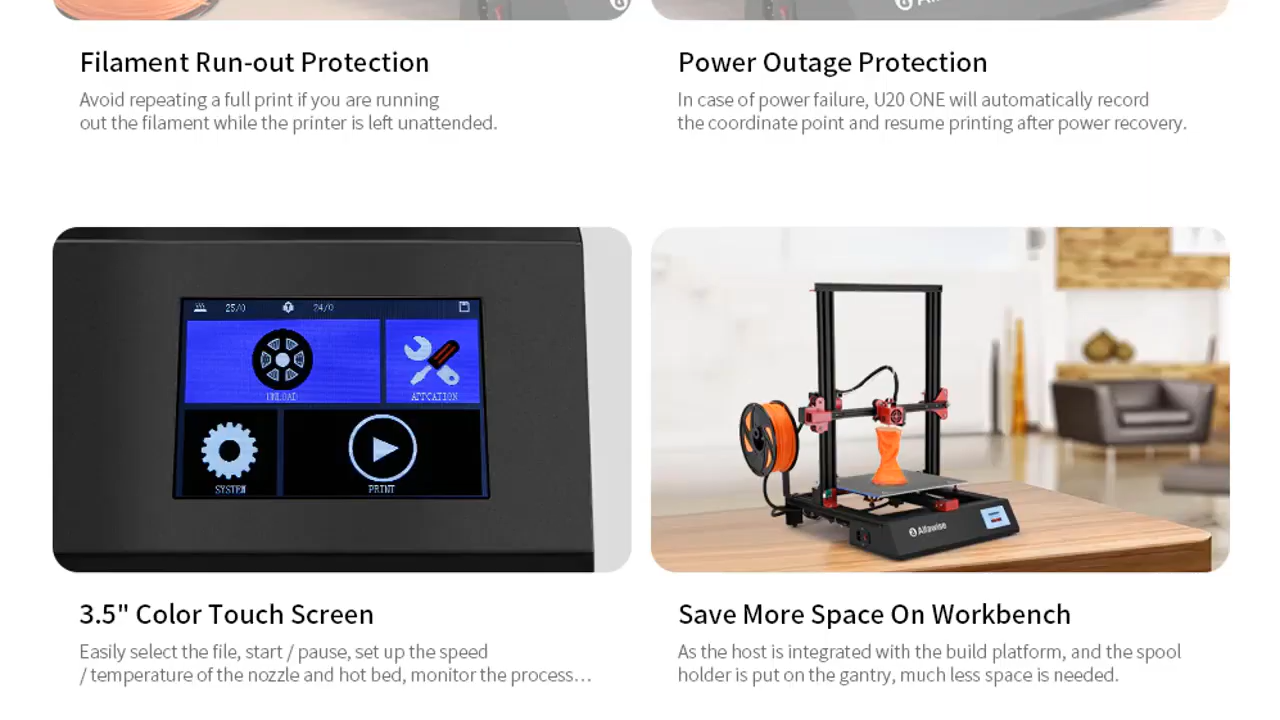 Filament Run-out Protection
Avoid repeating a full print if you are running
out the filament while the printer is left unattended.
Power Outage Protection
In case of power failure, U20 ONE will automatically record
the coordinate point and resume printing after power recovery.
25/0 24/0
UNLOAD
ATTCATION
SYSTEM
PRINT
Alfawise
3.5" Color Touch Screen
Easily select the file, start / pause, set up the speed
/ temperature of the nozzle and hot bed, monitor the process…
Save More Space On Workbench
As the host is integrated with the build platform, and the spool
holder is put on the gantry, much less space is needed.